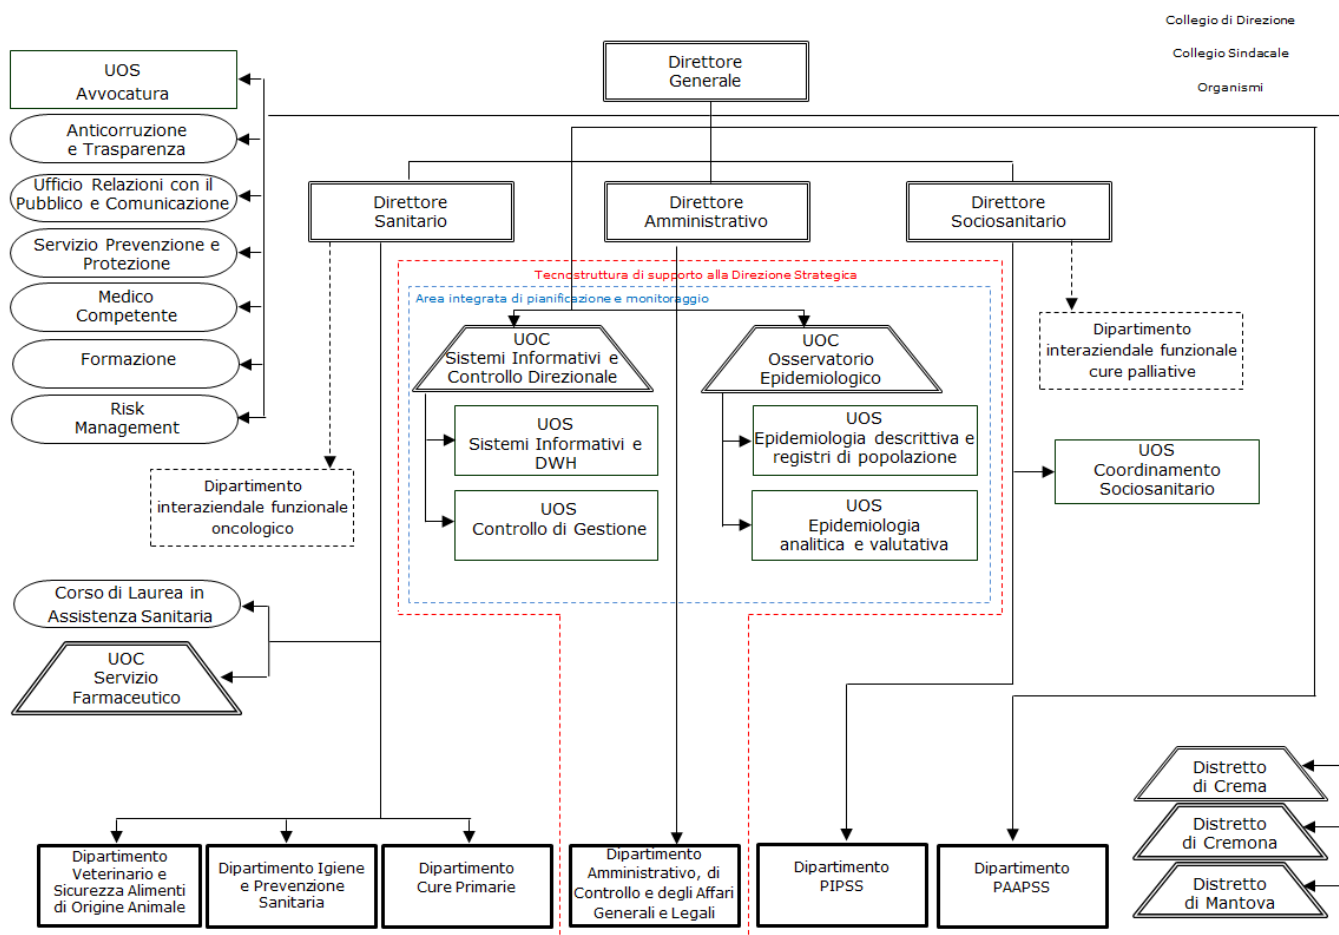 Collegio di Direzione
Collegio Sindacale
Organismi
Direttore
Generale
UOS
Avvocatura
Anticorruzione
e Trasparenza
Ufficio Relazioni con il
Pubblico e Comunicazione
Servizio Prevenzione e
Protezione
Medico
Competente
Formazione
Risk
Management
Direttore
Sanitario
Direttore
Amministrativo
Direttore
Sociosanitario
Tecnostruttura di supporto alla Direzione Strategica
Area integrata di pianificazione e monitoraggio
UOC
Sistemi Informativi e
Controllo Direzionale
UOC
Osservatorio
Epidemiologico
Dipartimento
interaziendale funzionale
cure palliative
UOS
Sistemi Informativi e
DWH
UOS
Epidemiologia descrittiva e
registri di popolazione
UOS
Coordinamento
Sociosanitario
Dipartimento
interaziendale funzionale
oncologico
UOS
Controllo di Gestione
UOS
Epidemiologia
analitica e valutativa
Corso di Laurea in
Assistenza Sanitaria
UOC
Servizio
Farmaceutico
Distretto
di Crema
Distretto
di Cremona
Distretto
di Mantova
Dipartimento
Veterinario e
Sicurezza Alimenti
di Origine Animale
Dipartimento Igiene
e Prevenzione
Sanitaria
Dipartimento
Cure Primarie
Dipartimento
Amministrativo, di
Controllo e degli Affari
Generali e Legali
Dipartimento
PIPSS
Dipartimento
PAAPSS